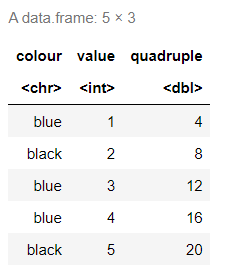 A data.frame: 5 × 3
colour value quadruple
<chr> <int> <dbl>
blue 1 4
black 2 8
blue 3 12
blue 4 16
black 5 20